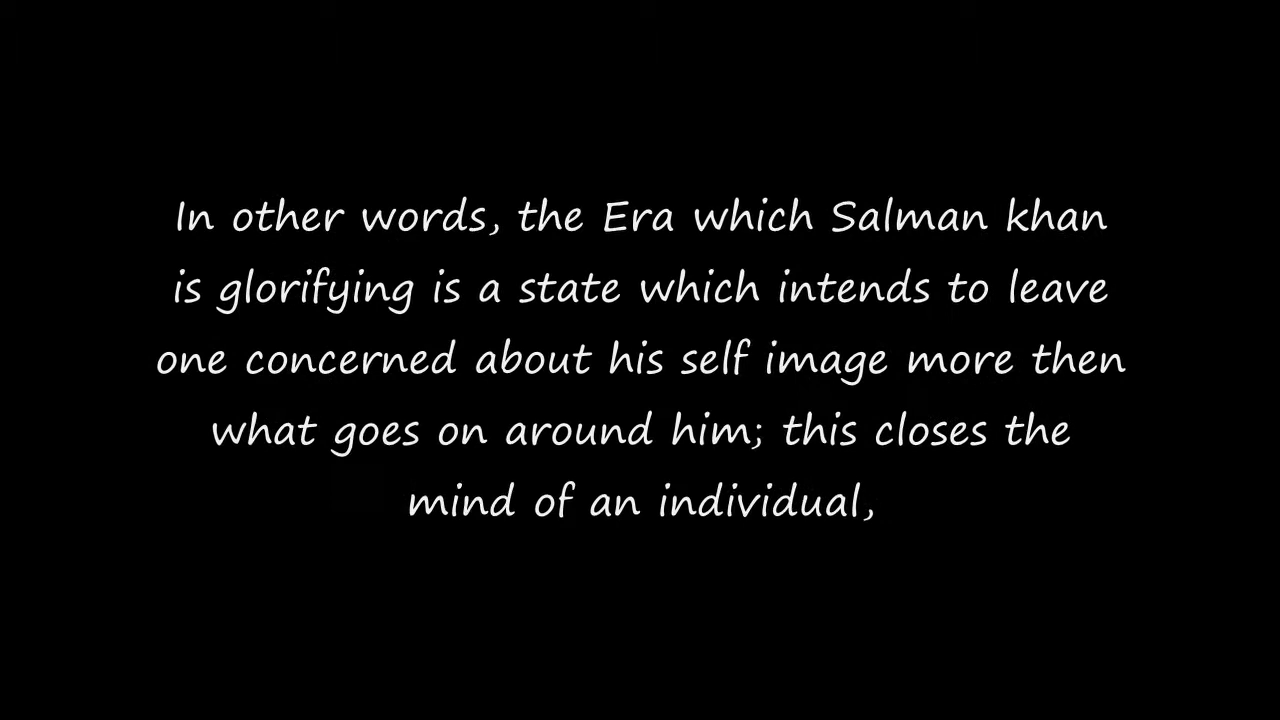 In other words, the Era which Salman khan
is glorifying is a state which intends to leave
one concerned about his self image more then
what goes on around him; this closes the
mind of an individual,